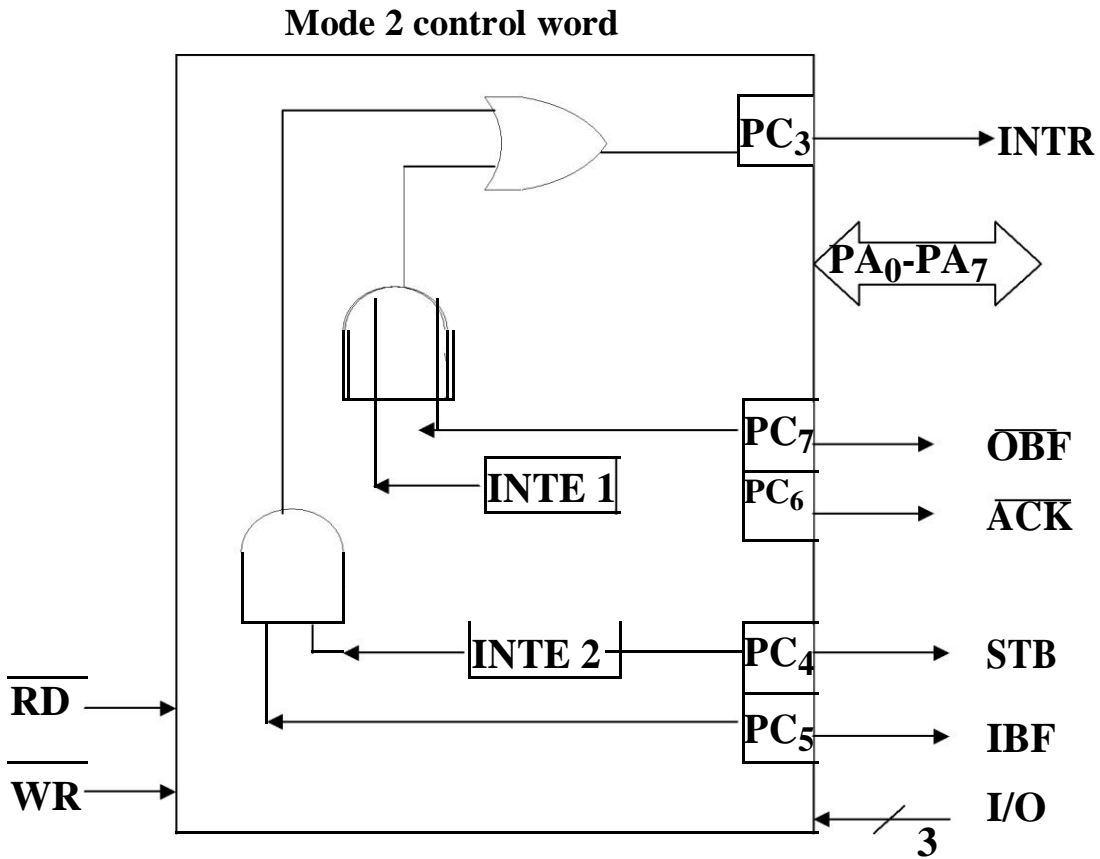 Mode 2 control word
PC3
INTR
PA0-PA7
PC7
OBF
INTE 1
PC6
ACK
INTE 2
PC4
STB
RD
PC5
IBF
WR
I/O
3